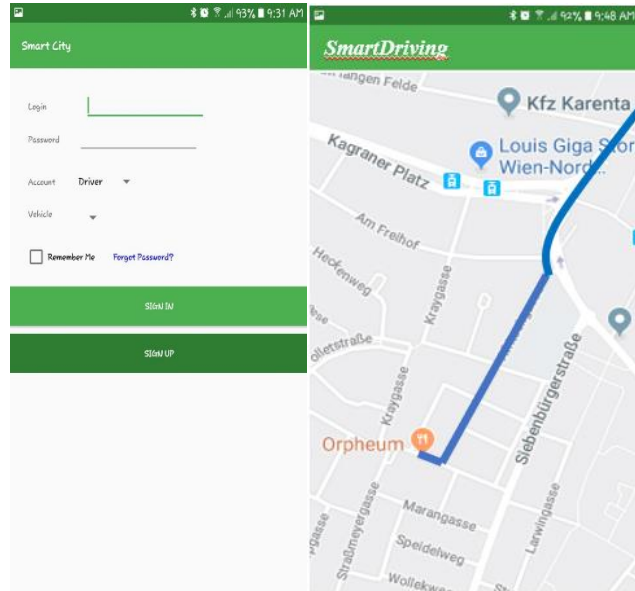 93% 9:31 AM
Smart City
Login
Password
Account Driver
Vehicle
Remember Me Forget Password?
SIGN IN
SIGN UP
92% 9:48 AM
SmartDriving
Kfz Karenta
Louis Giga
Wien-Nord...
Kagraner Platz
Am Freihof
Heckenweg
Kraygasse
Kraygasse
Siebenbürgerstraße
Orpheum
Marangasse
Speidelweg
Straßmeyergasse
Larwingasse